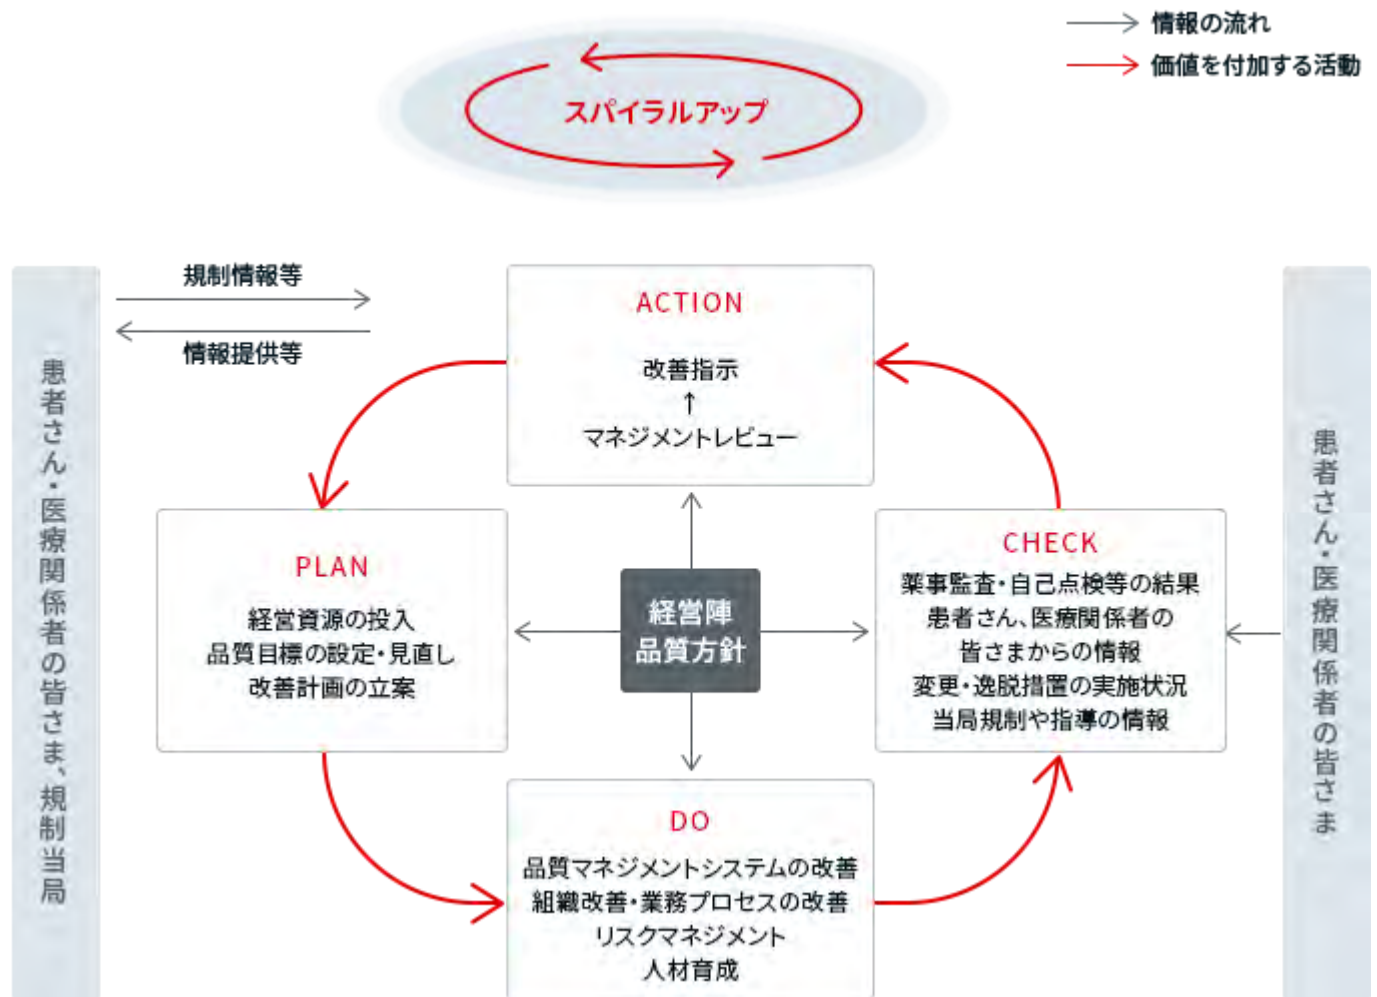 情報の流れ
価値を付加する活動
スパイラルアップ
規制情報等
情報提供等
患者さん・医療関係者の皆さま、規制当局
ACTION
改善指示
↑
マネジメントレビュー
PLAN
経営資源の投入
品質目標の設定・見直し
改善計画の立案
経営陣
品質方針
CHECK
薬事監査・自己点検等の結果
患者さん、医療関係者の
皆さまからの情報
変更・逸脱措置の実施状況
当局規制や指導の情報
患者さん・医療関係者の皆さま
DO
品質マネジメントシステムの改善
組織改善・業務プロセスの改善
リスクマネジメント
人材育成